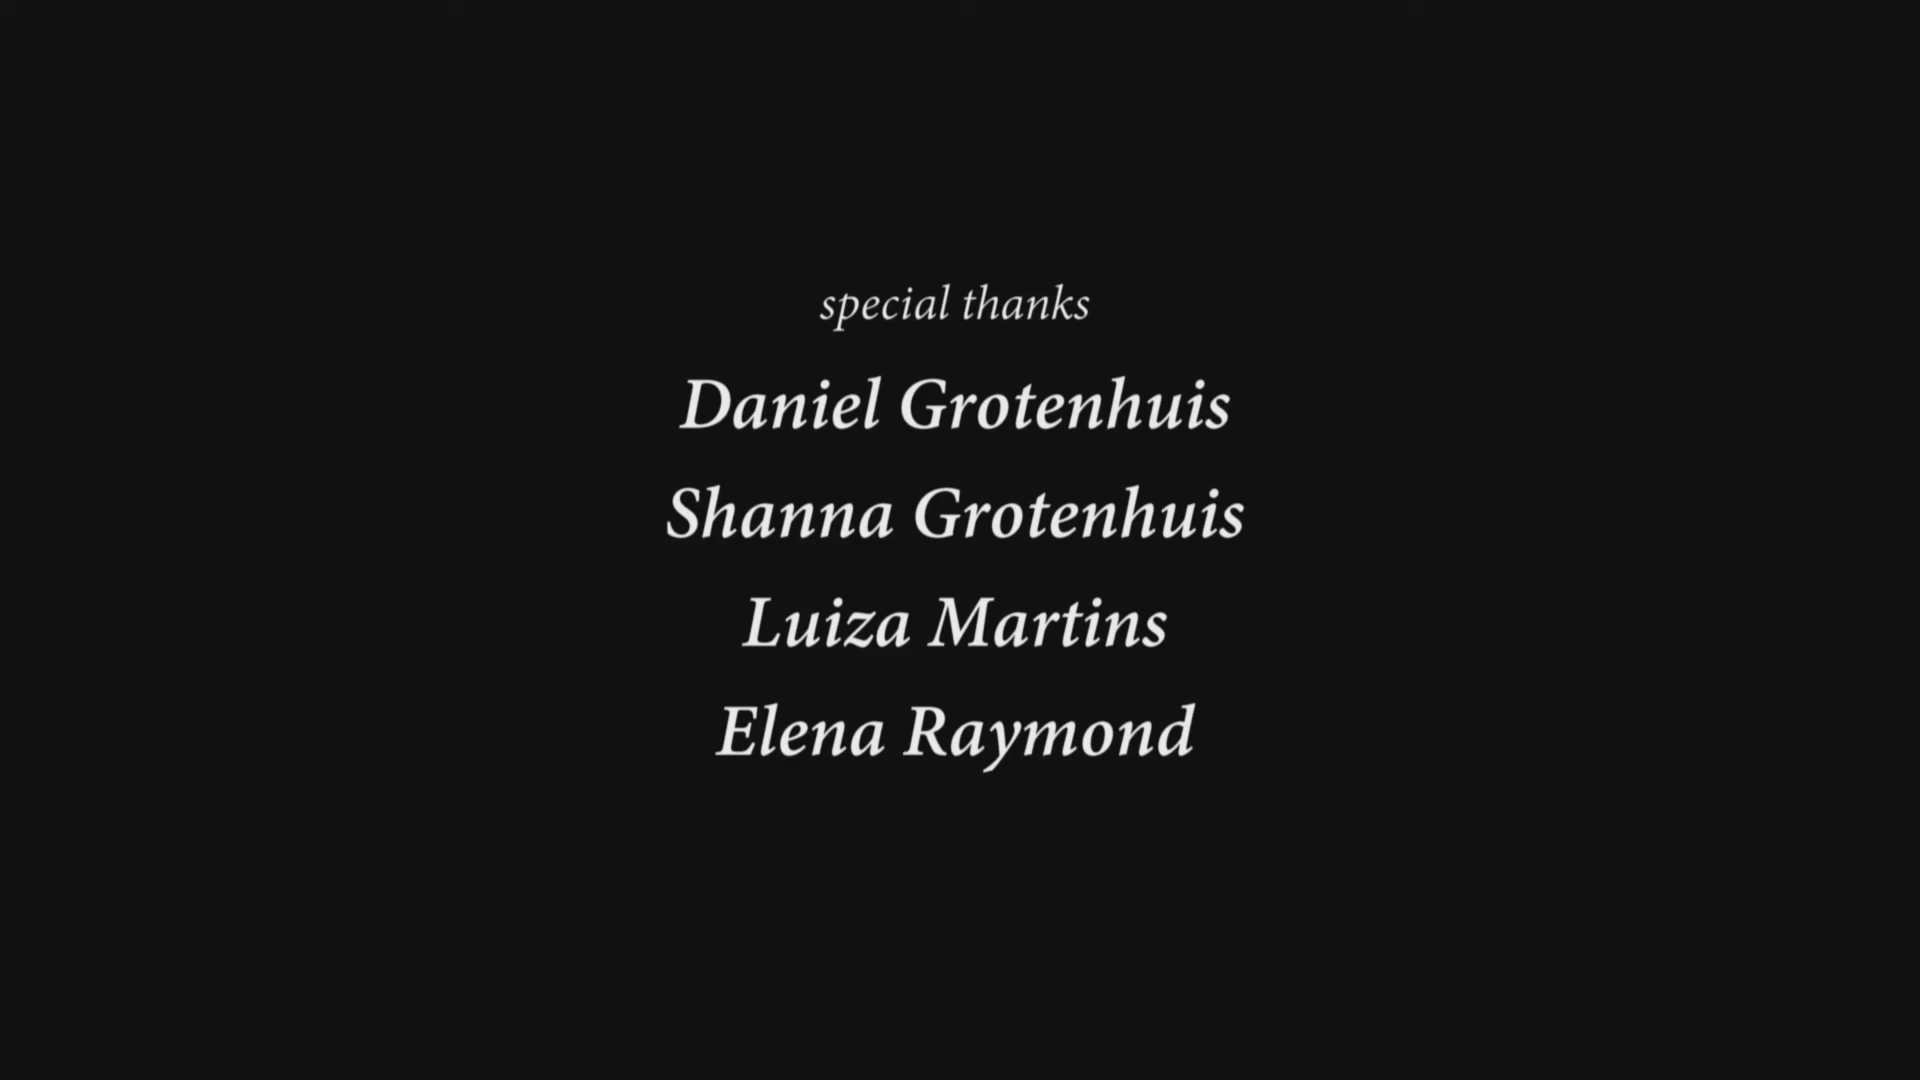 special thanks
Daniel Grotenhuis
Shanna Grotenhuis
Luiza Martins
Elena Raymond